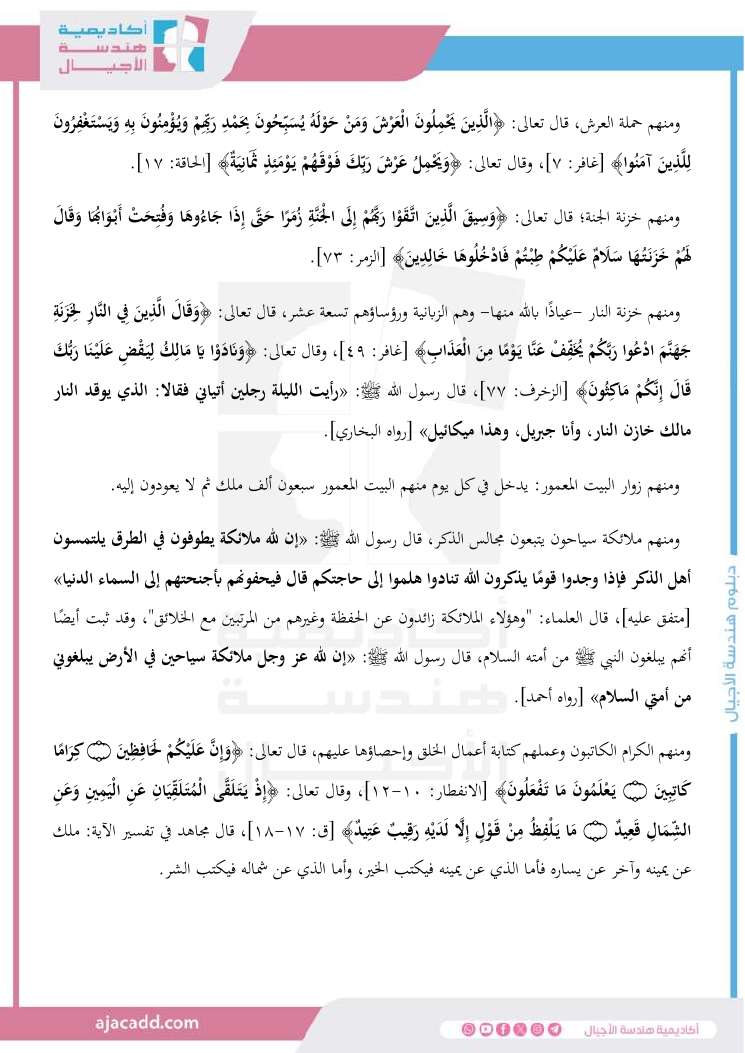 أكاديمية
هندسة
الأجيال
ومنهم حملة العرش، قال تعالى: ﴿الَّذِينَ يَحْمِلُونَ الْعَرْشَ وَمَنْ حَوْلَهُ يُسَبِّحُونَ بِحَمْدِ رَبِّهِمْ وَيُؤْمِنُونَ بِهِ وَيَسْتَغْفِرُونَ
لِلَّذِينَ آمَنُوا﴾ [غافر: ٧]، وقال تعالى: ﴿وَيَحْمِلُ عَرْشَ رَبِّكَ فَوْقَهُمْ يَوْمَئِذٍ ثَمَانِيَةٌ﴾ [الحاقة: ١٧].
ومنهم خزنة الجنة؛ قال تعالى: ﴿وَسِيقَ الَّذِينَ اتَّقَوْا رَبَّهُمْ إِلَى الْجَنَّةِ زُمَرًا حَتَّى إِذَا جَاءُوهَا وَفُتِحَتْ أَبْوَابُهَا وَقَالَ
لَهُمْ خَزَنَتُهَا سَلَامٌ عَلَيْكُمْ طِبْتُمْ فَادْخُلُوهَا خَالِدِينَ﴾ [الزمر: ٧٣].
ومنهم خزنة النار -عياذًا بالله منها- وهم الزبانية ورؤساؤهم تسعة عشر، قال تعالى: ﴿وَقَالَ الَّذِينَ فِي النَّارِ لِخَزَنَةِ
جَهَنَّمَ ادْعُوا رَبَّكُمْ يُخَفِّفْ عَنَّا يَوْمًا مِنَ الْعَذَابِ﴾ [غافر: ٤٩]، وقال تعالى: ﴿وَنَادَوْا يَا مَالِكُ لِيَقْضِ عَلَيْنَا رَبُّكَ
قَالَ إِنَّكُمْ مَاكِثُونَ﴾ [الزخرف: ٧٧]، قال رسول الله ﷺ: «رأيت الليلة رجلين أتياني فقالا: الذي يوقد النار
مالك خازن النار، وأنا جبريل، وهذا ميكائيل» [رواه البخاري].
ومنهم زوار البيت المعمور: يدخل في كل يوم منهم البيت المعمور سبعون ألف ملك ثم لا يعودون إليه.
ومنهم ملائكة سياحون يتبعون مجالس الذكر، قال رسول الله ﷺ: «إن لله ملائكة يطوفون في الطرق يلتمسون
أهل الذكر فإذا وجدوا قومًا يذكرون الله تنادوا هلموا إلى حاجتكم قال فيحفونهم بأجنحتهم إلى السماء الدنيا»
[متفق عليه]، قال العلماء: "وهؤلاء الملائكة زائدون عن الحفظة وغيرهم من المرتبين مع الخلائق"، وقد ثبت أيضًا
أنهم يبلغون النبي ﷺ من أمته السلام، قال رسول الله ﷺ: «إن لله عز وجل ملائكة سياحين في الأرض يبلغوني
من أمتي السلام» [رواه أحمد].
ومنهم الكرام الكاتبون وعملهم كتابة أعمال الخلق وإحصاؤها عليهم، قال تعالى: ﴿وَإِنَّ عَلَيْكُمْ لَحَافِظِينَ ۝ كِرَامًا
كَاتِبِينَ ۝ يَعْلَمُونَ مَا تَفْعَلُونَ﴾ [الانفطار: ١٠-١٢]، وقال تعالى: ﴿إِذْ يَتَلَقَّى الْمُتَلَقِّيَانِ عَنِ الْيَمِينِ وَعَنِ
الشِّمَالِ قَعِيدٌ ۝ مَا يَلْفِظُ مِنْ قَوْلٍ إِلَّا لَدَيْهِ رَقِيبٌ عَتِيدٌ﴾ [ق: ١٧-١٨]، قال مجاهد في تفسير الآية: ملك
عن يمينه وآخر عن يساره فأما الذي عن يمينه فيكتب الخير، وأما الذي عن شماله فيكتب الشر.
دبلوم هندسة الأجيال
أكاديمية
هندسة
الأجيال
أكاديمية هندسة الأجيال
ajacadd.com